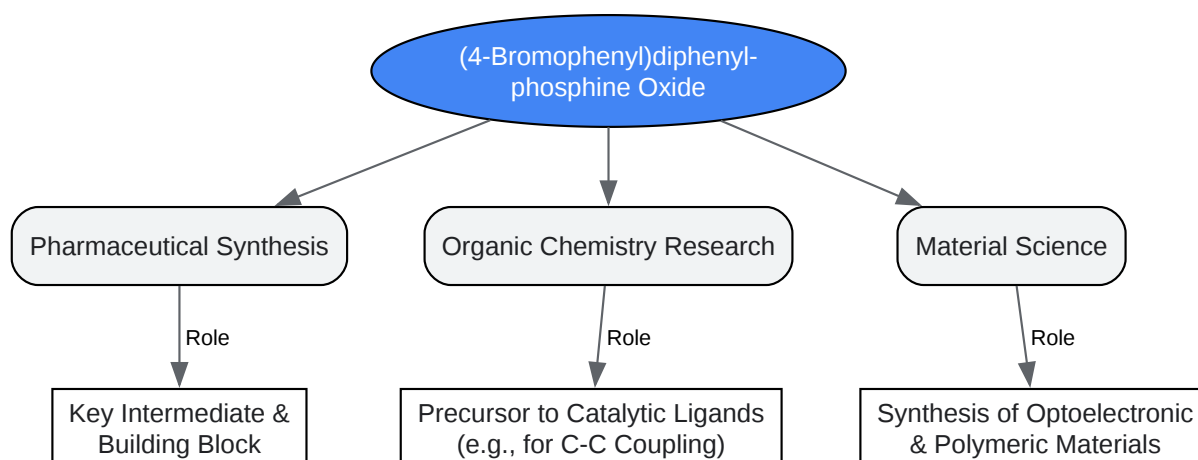 (4-Bromophenyl)diphenyl-
phosphine Oxide
Pharmaceutical Synthesis
Organic Chemistry Research
Material Science
Role
Role
Role
Key Intermediate &
Building Block
Precursor to Catalytic Ligands
(e.g., for C-C Coupling)
Synthesis of Optoelectronic
& Polymeric Materials